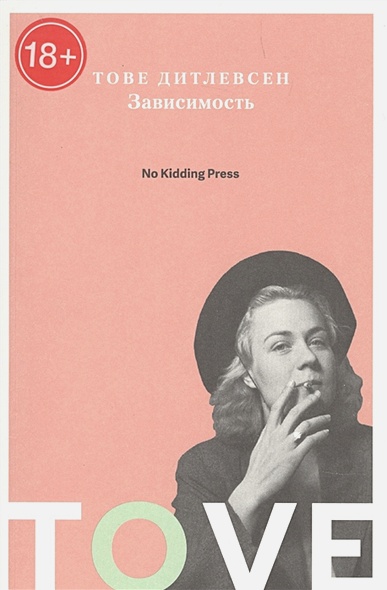 18+
ТОВЕ ДИТЛЕВСЕН
Зависимость
No Kidding Press
TOVE